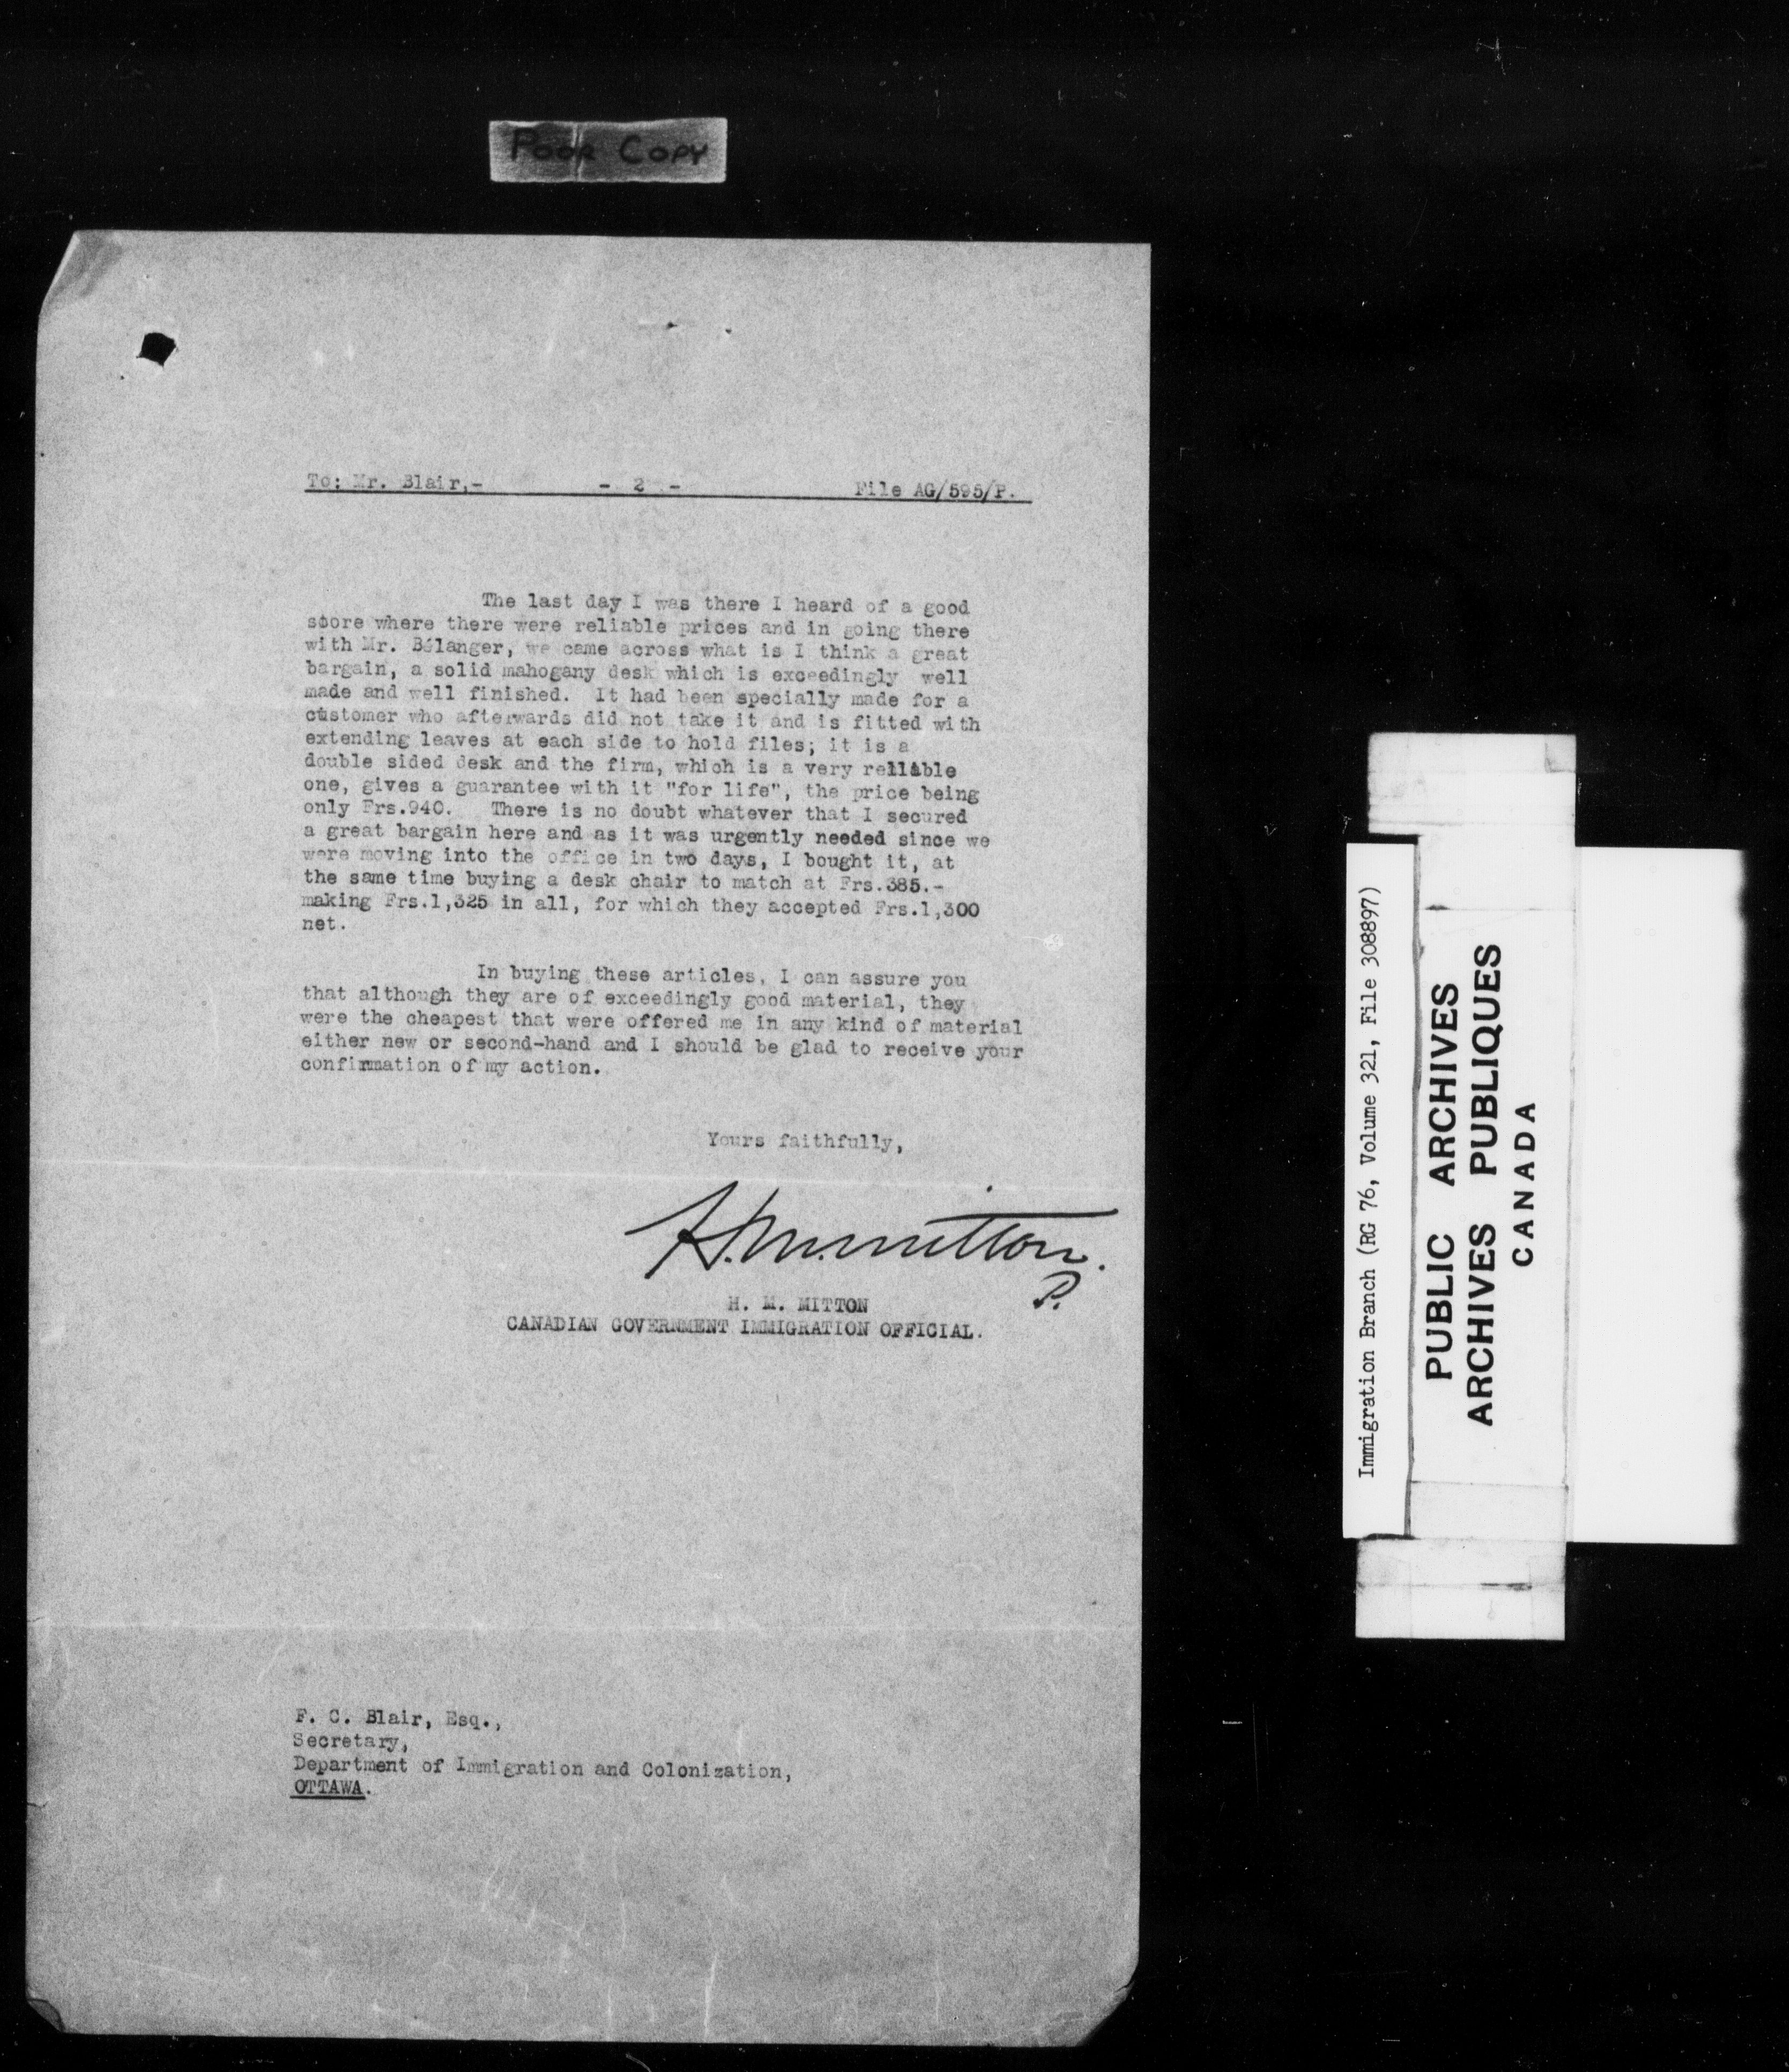 Poor Copy
To: Mr. Blair,- - 2 - File AG/595/P.
The last day I was there I heard of a good
store where there were reliable prices and in going there
with Mr. Bélanger, we came across what is I think a great
bargain, a solid mahogany desk which is exceedingly well
made and well finished. It had been specially made for a
customer who afterwards did not take it and is fitted with
extending leaves at each side to hold files; it is a
double sided desk and the firm, which is a very reliable
one, gives a guarantee with it "for life", the price being
only Frs.940. There is no doubt whatever that I secured
a great bargain here and as it was urgently needed since we
were moving into the office in two days, I bought it, at
the same time buying a desk chair to match at Frs.385.-
making Frs.1,325 in all, for which they accepted Frs.1,300
net.
In buying these articles, I can assure you
that although they are of exceedingly good material, they
were the cheapest that were offered me in any kind of material
either new or second-hand and I should be glad to receive your
confirmation of my action.
Yours faithfully,
H.M. Mitton.
P.
H. M. MITTON
CANADIAN GOVERNMENT IMMIGRATION OFFICIAL.
F. C. Blair, Esq.,
Secretary,
Department of Immigration and Colonization,
OTTAWA.
Immigration Branch (RG 76, Volume 321, File 308897)
PUBLIC ARCHIVES
ARCHIVES PUBLIQUES
CANADA